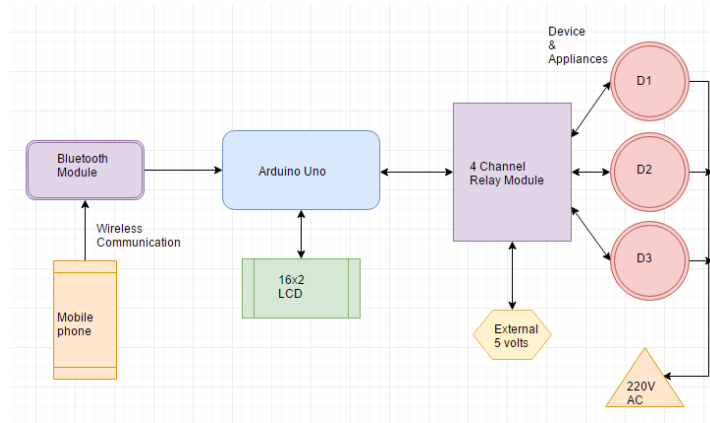 Device
&
Appliances
D1
Bluetooth
Module
Arduino Uno
4 Channel
Relay Module
D2
Wireless
Communication
D3
16x2
LCD
Mobile
phone
External
5 volts
220V
AC